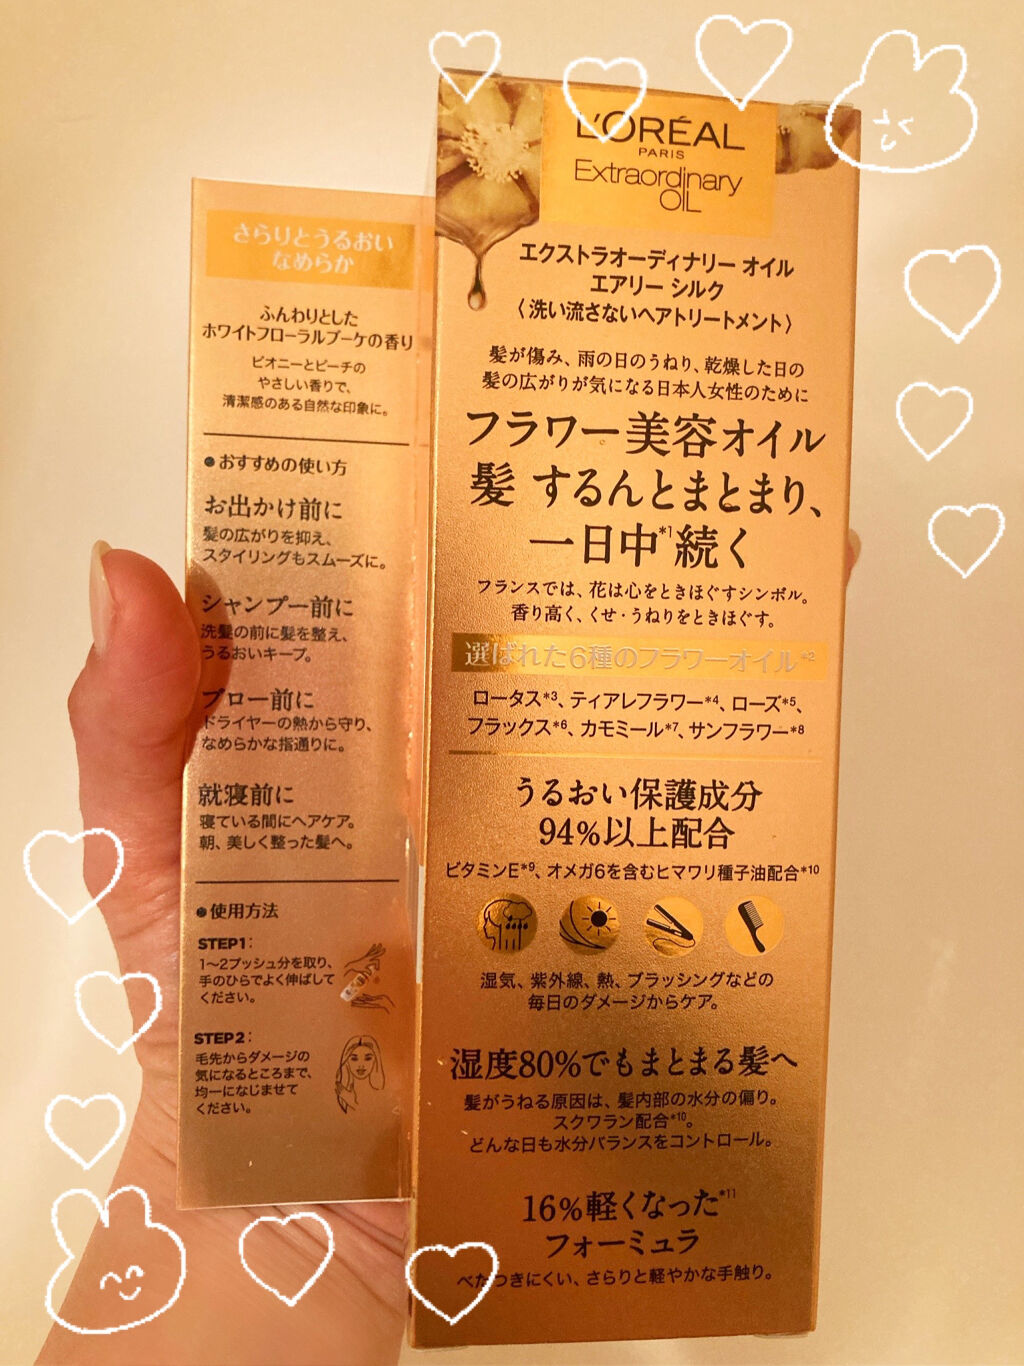 さらりとうるおい
なめらか
ふんわりとした
ホワイトフローラルブーケの香り
ピオニーとピーチの
やさしい香りで、
清潔感のある自然な印象に。
●おすすめの使い方
お出かけ前に
髪の広がりを抑え、
スタイリングもスムーズに。
シャンプー前に
洗髪の前に髪を整え、
うるおいキープ。
ブロー前に
ドライヤーの熱から守り、
なめらかな指通りに。
就寝前に
寝ている間にヘアケア。
朝、美しく整った髪へ。
●使用方法
STEP1:
1〜2プッシュ分を取り、
手のひらでよく伸ばして
ください。
STEP2:
毛先からダメージの
気になるところまで、
均一になじませて
ください。
L'ORÉAL
PARIS
Extraordinary
OIL
エクストラオーディナリー オイル
エアリー シルク
〈洗い流さないヘアトリートメント〉
髪が傷み、雨の日のうねり、乾燥した日の
髪の広がりが気になる日本人女性のために
フラワー美容オイル
髪 するんとまとまり、
一日中*1続く
フランスでは、花は心をときほぐすシンボル。
香り高く、くせ・うねりをときほぐす。
選ばれた6種のフラワーオイル*2
ロータス*3、ティアレフラワー*4、ローズ*5、
フラックス*6、カモミール*7、サンフラワー*8
うるおい保護成分
94%以上配合
ビタミンE*9、オメガ6を含むヒマワリ種子油配合*10
湿気、紫外線、熱、ブラッシングなどの
毎日のダメージからケア。
湿度80%でもまとまる髪へ
髪がうねる原因は、髪内部の水分の偏り。
スクワラン配合*10。
どんな日も水分バランスをコントロール。
16%軽くなった*11
フォーミュラ
べたつきにくい、さらりと軽やかな手触り。